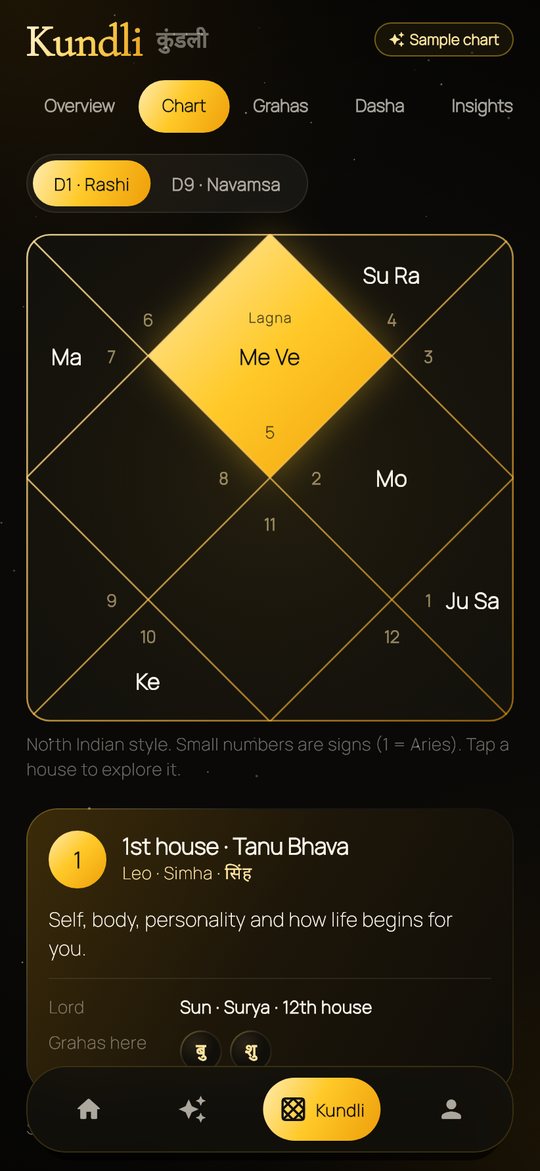 Kundli कुंडली
Sample chart
Overview Chart Grahas Dasha Insights
D1 · Rashi D9 · Navamsa
Su Ra
6 Lagna 4
Ma 7 Me Ve 3
5
8 2 Mo
11
9 1 Ju Sa
10 12
Ke
North Indian style. Small numbers are signs (1 = Aries). Tap a
house to explore it.
1 1st house · Tanu Bhava
Leo · Simha · सिंह
Self, body, personality and how life begins for
you.
Lord Sun · Surya · 12th house
Grahas here बु शु
Kundli